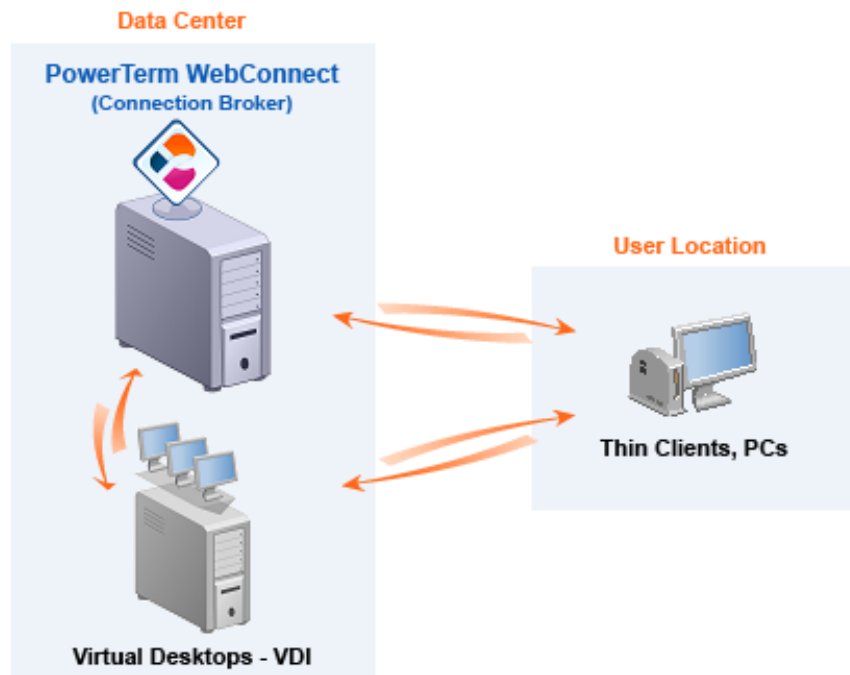 Data Center
PowerTerm WebConnect
(Connection Broker)
User Location
Thin Clients, PCs
Virtual Desktops - VDI